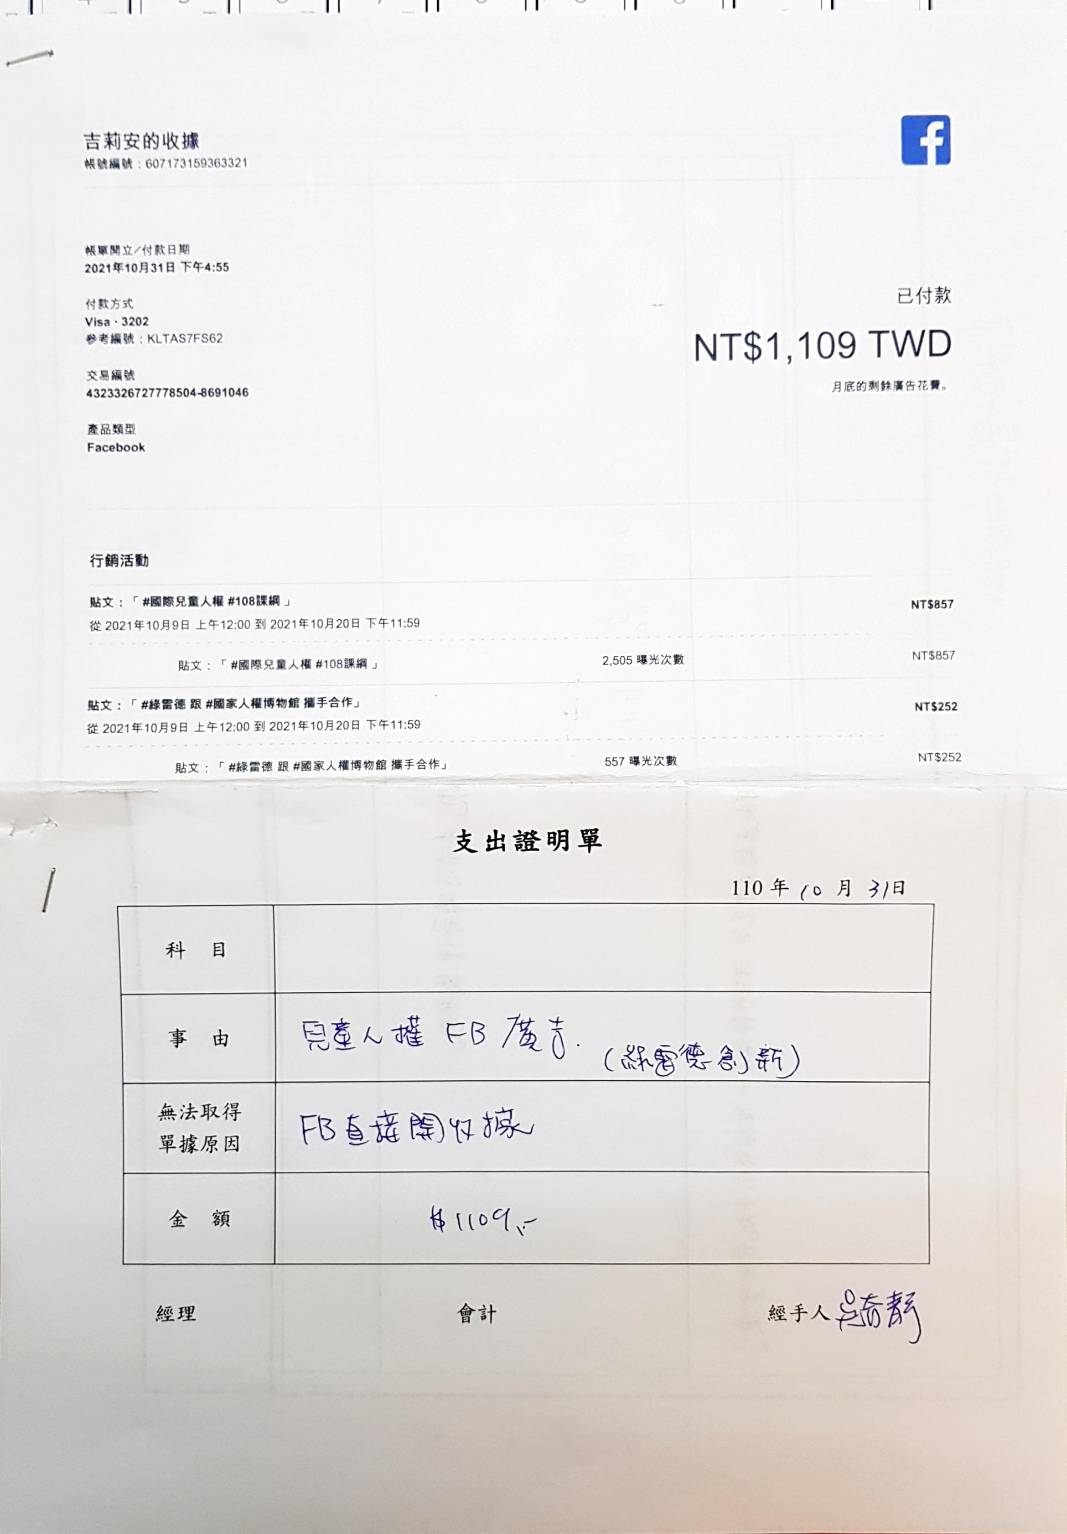 吉莉安的收據
帳號編號：607173159363321
帳單開立/付款日期
2021年10月31日 下午4:55
付款方式
Visa · 3202
參考編號：KLTAS7FS62
交易編號
4323326727778504-8691046
產品類型
Facebook
已付款
NT$1,109 TWD
月底的剩餘廣告花費。
行銷活動
貼文：「 #國際兒童人權 #108課綱 」 NT$857
從 2021年10月9日 上午12:00 到 2021年10月20日 下午11:59
貼文：「 #國際兒童人權 #108課綱 」 2,505 曝光次數 NT$857
貼文：「 #綠雷德 跟 #國家人權博物館 攜手合作」 NT$252
從 2021年10月9日 上午12:00 到 2021年10月20日 下午11:59
貼文：「 #綠雷德 跟 #國家人權博物館 攜手合作」 557 曝光次數 NT$252
支出證明單
110 年 10 月 31日
科 目
事 由 兒童人權 FB 廣告.
(綠雷德創新)
無法取得
單據原因
FB直接開收據
金 額 $1109.-
經理 會計 經手人